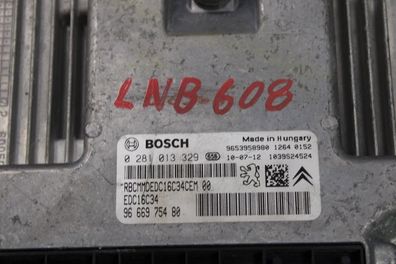 LNB-608
BOSCH
Made in Hungary
9653958980 1264 0152
0 281 013 329 10-07-12 1039S24524
RBCMMDEDC16C34CEM 00
EDC16C34
96 669 754 80